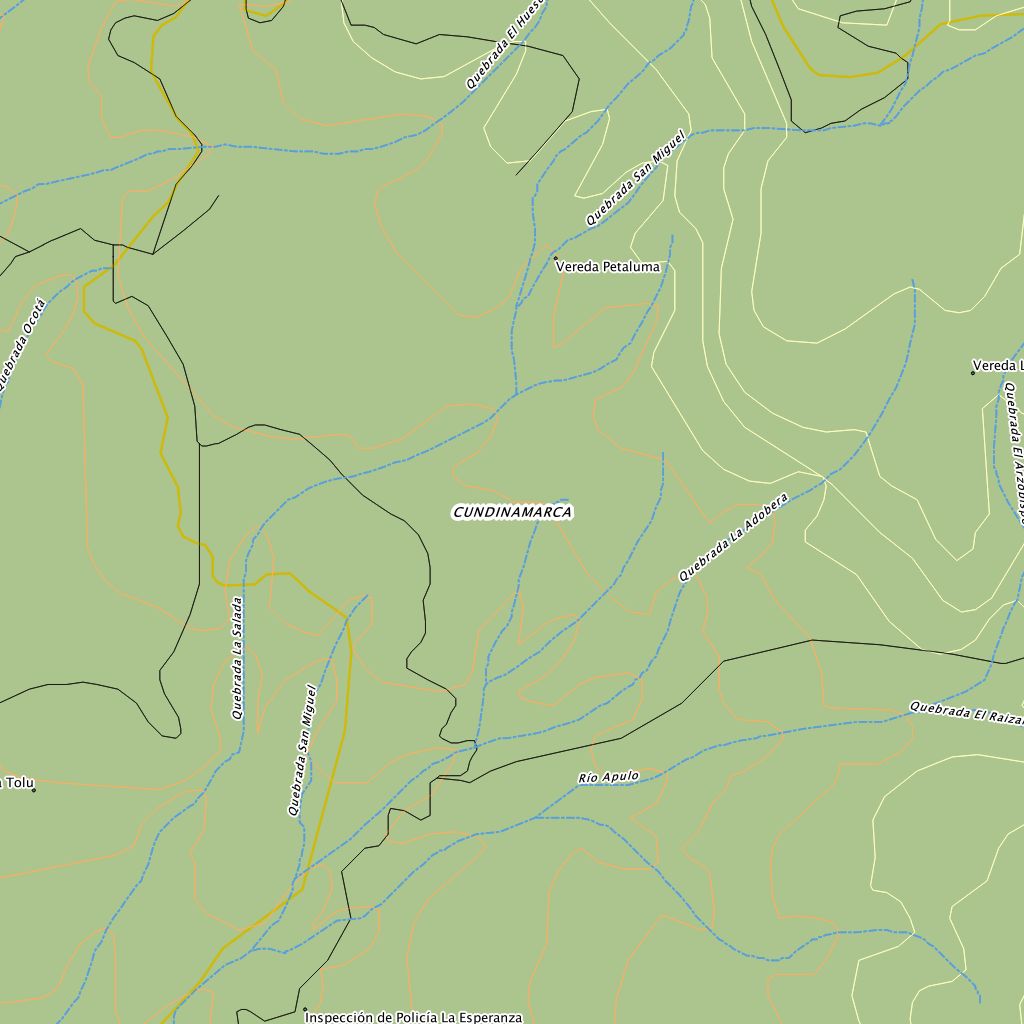 Quebrada El Hueso
Quebrada San Miguel
Vereda Petaluma
Quebrada Ocotá
Vereda L
Quebrada El Arzobispo
CUNDINAMARCA
Quebrada La Adobera
Quebrada La Salada
Quebrada San Miguel
Quebrada El Raizal
Río Apulo
a Tolu
Inspección de Policía La Esperanza